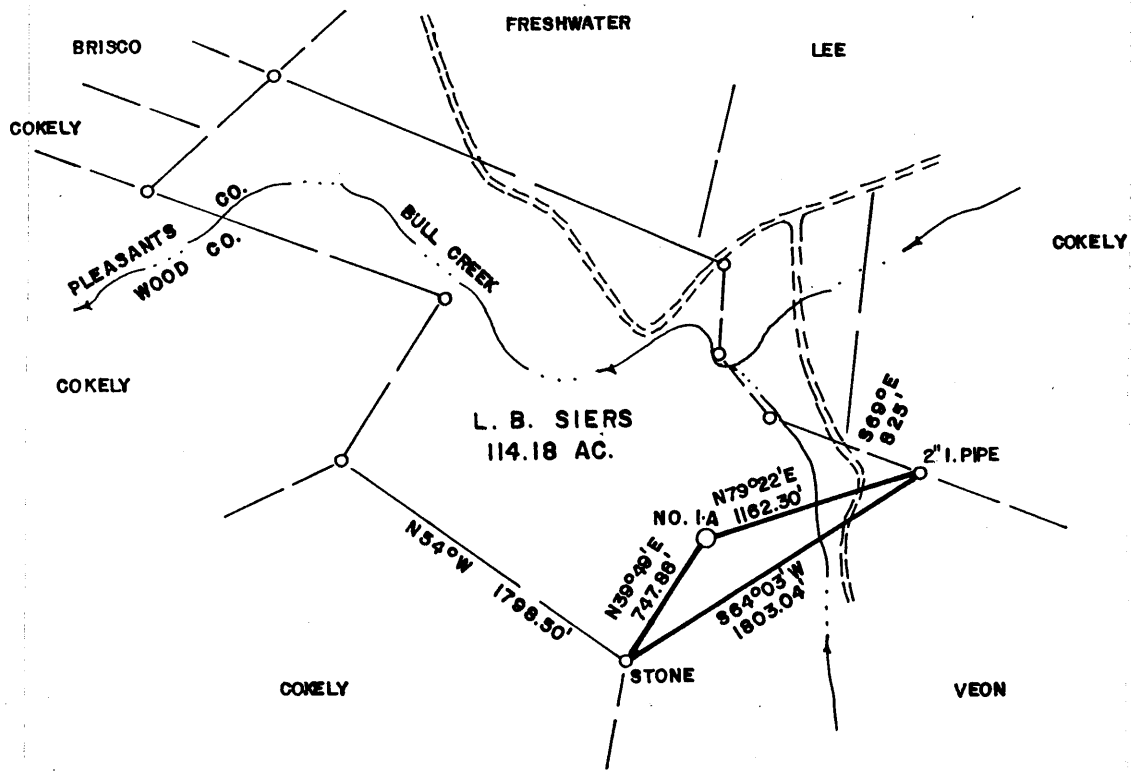 FRESHWATER
BRISCO
LEE
COKELY
PLEASANTS CO.
WOOD CO.
BULL CREEK
COKELY
COKELY
L. B. SIERS
114.18 AC.
S69°E
825'
2" I. PIPE
N79°22'E
1162.30'
NO. 1-A
N54°W 1798.50'
N39°49'E
747.88'
S64°03'W
1803.04'
STONE
COKELY
VEON